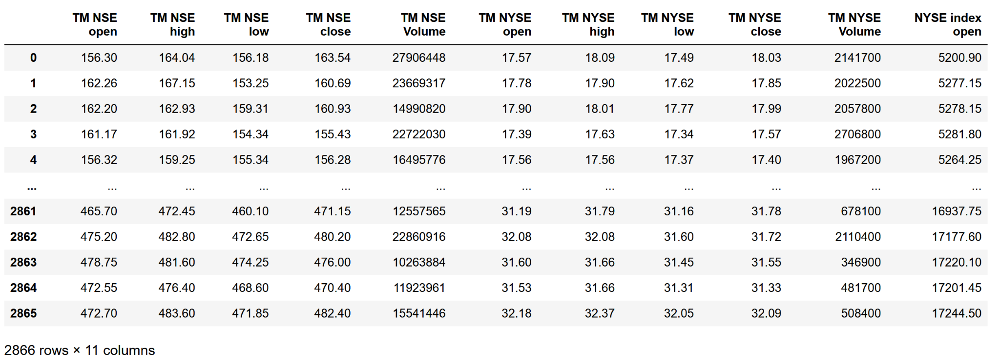 TM NSE open TM NSE high TM NSE low TM NSE close TM NSE Volume TM NYSE open TM NYSE high TM NYSE low TM NYSE close TM NYSE Volume NYSE index open
0 156.30 164.04 156.18 163.54 27906448 17.57 18.09 17.49 18.03 2141700 5200.90
1 162.26 167.15 153.25 160.69 23669317 17.78 17.90 17.62 17.85 2022500 5277.15
2 162.20 162.93 159.31 160.93 14990820 17.90 18.01 17.77 17.99 2057800 5278.15
3 161.17 161.92 154.34 155.43 22722030 17.39 17.63 17.34 17.57 2706800 5281.80
4 156.32 159.25 155.34 156.28 16495776 17.56 17.56 17.37 17.40 1967200 5264.25
... ... ... ... ... ... ... ... ... ... ... ...
2861 465.70 472.45 460.10 471.15 12557565 31.19 31.79 31.16 31.78 678100 16937.75
2862 475.20 482.80 472.65 480.20 22860916 32.08 32.08 31.60 31.72 2110400 17177.60
2863 478.75 481.60 474.25 476.00 10263884 31.60 31.66 31.45 31.55 346900 17220.10
2864 472.55 476.40 468.60 470.40 11923961 31.53 31.66 31.31 31.33 481700 17201.45
2865 472.70 483.60 471.85 482.40 15541446 32.18 32.37 32.05 32.09 508400 17244.50
2866 rows × 11 columns